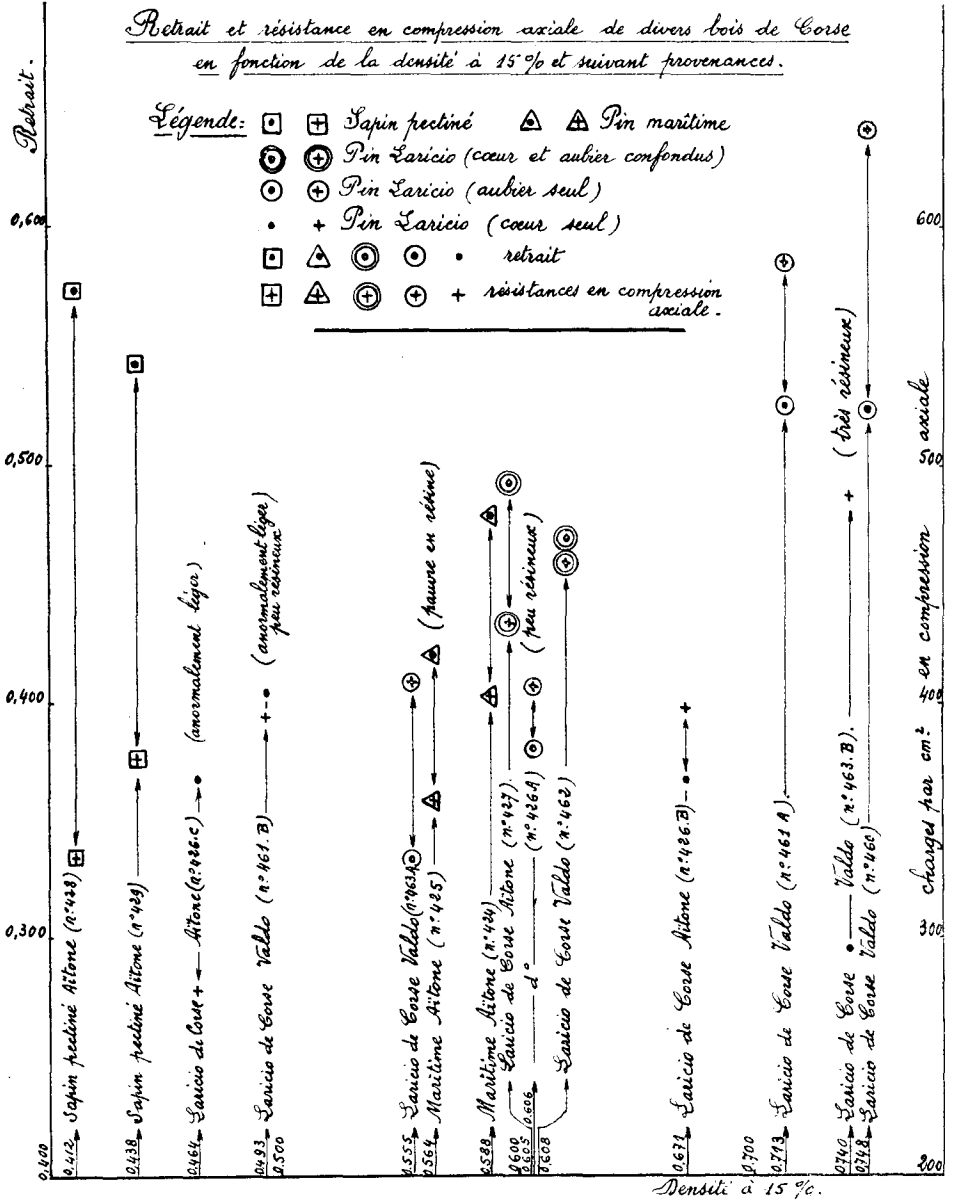 Retrait et résistance en compression axiale de divers bois de Corse
en fonction de la densité à 15% et suivant provenances.
Légende:
Sapin pectiné
Pin maritime
Pin Laricio (cœur et aubier confondus)
Pin Laricio (aubier seul)
Pin Laricio (cœur seul)
retrait
résistances en compression
axiale.
Retrait.
0,600
0,500
0,400
0,300
600
500
400
300
200
charges par cm² en compression axiale
Sapin pectiné Aïtone (n°428)
Sapin pectiné Aïtone (n°429)
Laricio de Corse + Aïtone (n°426.C) (anormalement léger)
Laricio de Corse Valdo (n°461.B) (anormalement léger)
peu résineux
Laricio de Corse Valdo (n°463A)
Maritime Aïtone (n°425) (pauvre en résine)
Maritime Aïtone (n°424)
Laricio de Corse Aïtone (n°427).
d° (n°426A) (peu résineux)
Laricio de Corse Valdo (n°462)
Laricio de Corse Aïtone (n°426.B)
Laricio de Corse Valdo (n°461 A).
Laricio de Corse Valdo (n°463.B). + (très résineux)
Laricio de Corse Valdo (n°460)
0,400
0,412
0,438
0,464
0,493
0,500
0,555
0,564
0,588
0,600
0,605
0,606
0,608
0,671
0,700
0,713
0,740
0,748
Densité à 15 %.